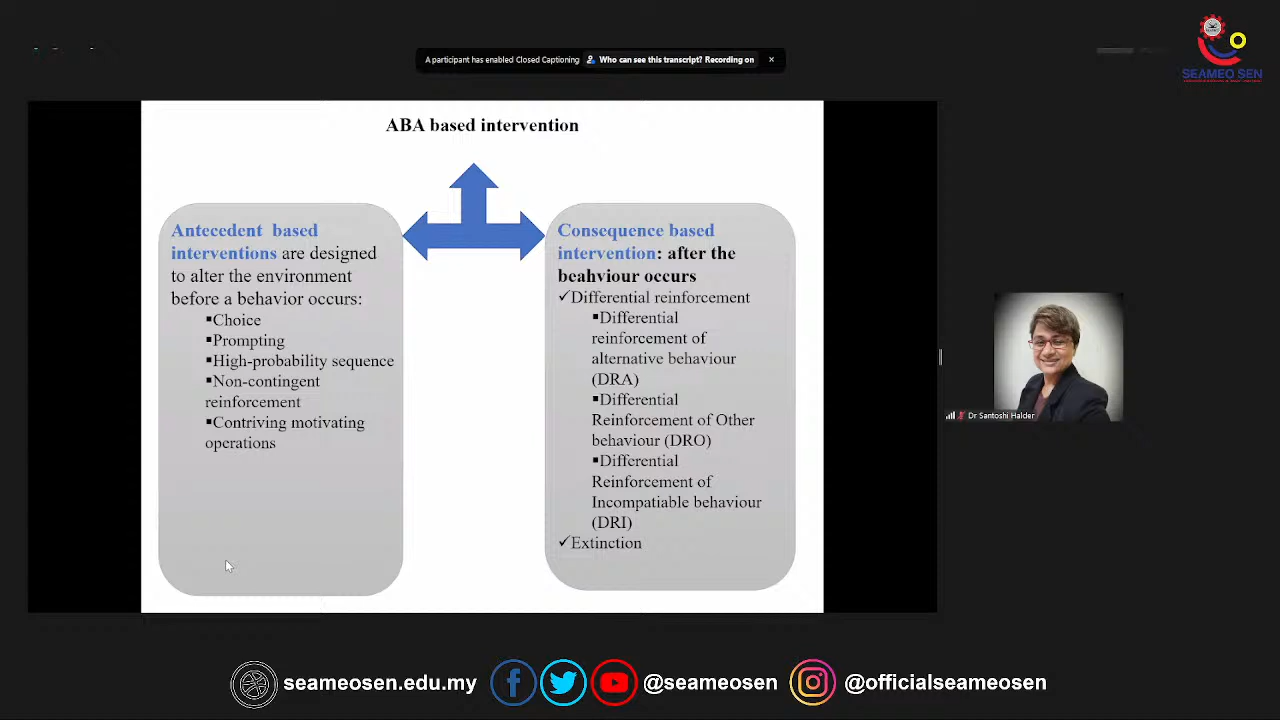 A participant has enabled Closed Captioning Who can see this transcript? Recording on
SEAMEO SEN
ABA based intervention
Antecedent based
interventions are designed
to alter the environment
before a behavior occurs:
▪Choice
▪Prompting
▪High-probability sequence
▪Non-contingent
reinforcement
▪Contriving motivating
operations
Consequence based
intervention: after the
beahviour occurs
✓Differential reinforcement
▪Differential
reinforcement of
alternative behaviour
(DRA)
▪Differential
Reinforcement of Other
behaviour (DRO)
▪Differential
Reinforcement of
Incompatiable behaviour
(DRI)
✓Extinction
Dr Santoshi Halder
seameosen.edu.my @seameosen @officialseameosen